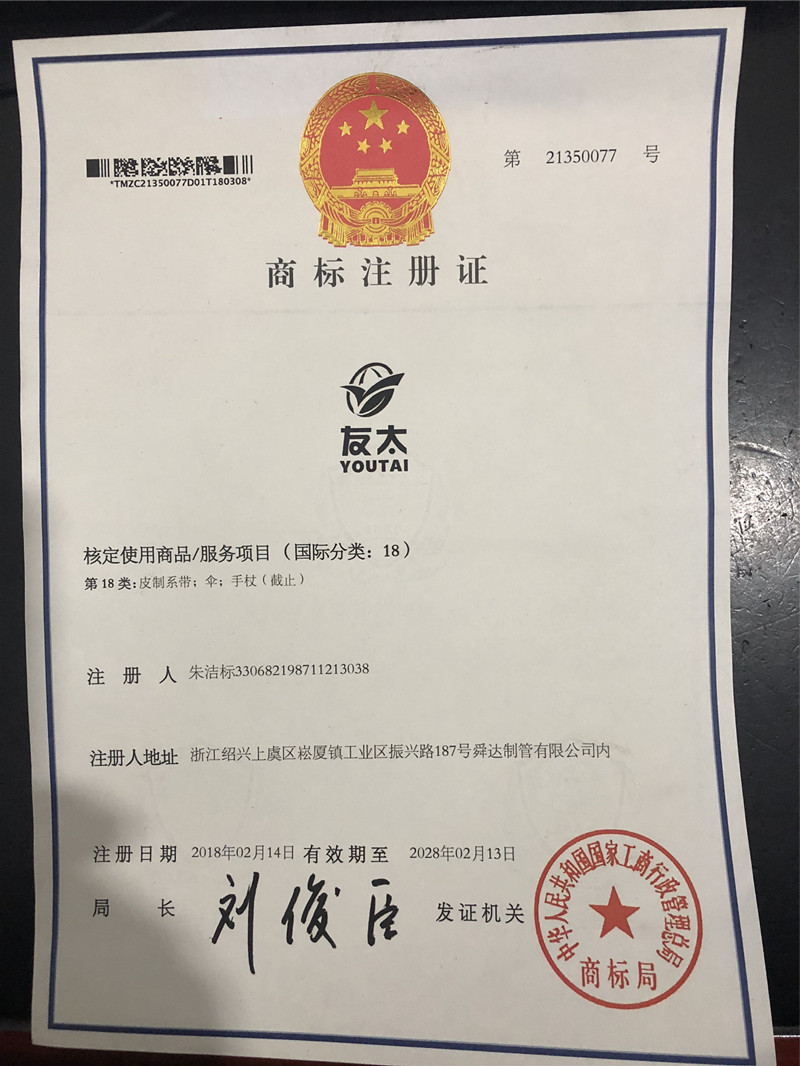 第 21350077 号
*TMZC21350077D01T180308*
商标注册证
友太
YOUTAI
核定使用商品/服务项目（国际分类：18）
第 18 类：皮制系带；伞；手杖（截止）
注册人 朱洁标330682198711213038
注册人地址 浙江绍兴上虞区崧厦镇工业区振兴路187号舜达制管有限公司内
注册日期 2018年02月14日 有效期至 2028年02月13日
局长 刘俊臣 发证机关
中华人民共和国国家工商行政管理总局
商标局